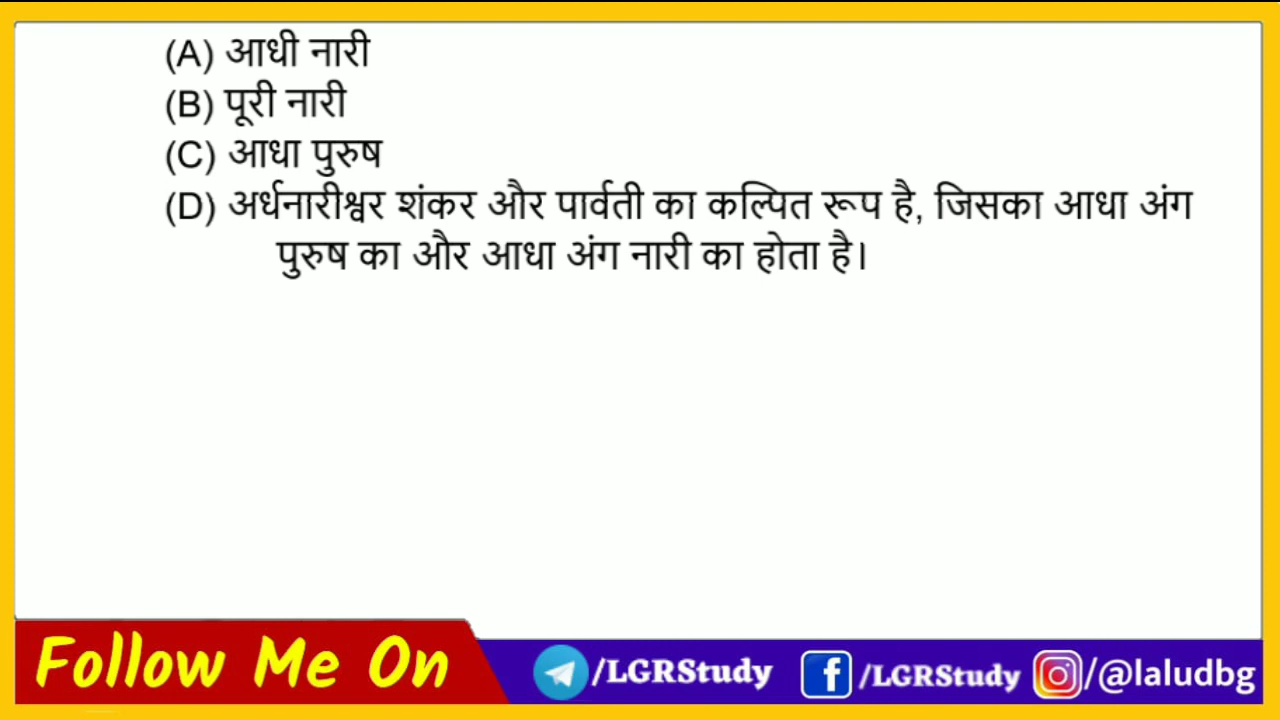 (A) आधी नारी
(B) पूरी नारी
(C) आधा पुरुष
(D) अर्धनारीश्वर शंकर और पार्वती का कल्पित रूप है, जिसका आधा अंग
पुरुष का और आधा अंग नारी का होता है।
Follow Me On /LGRStudy /LGRStudy /@laludbg